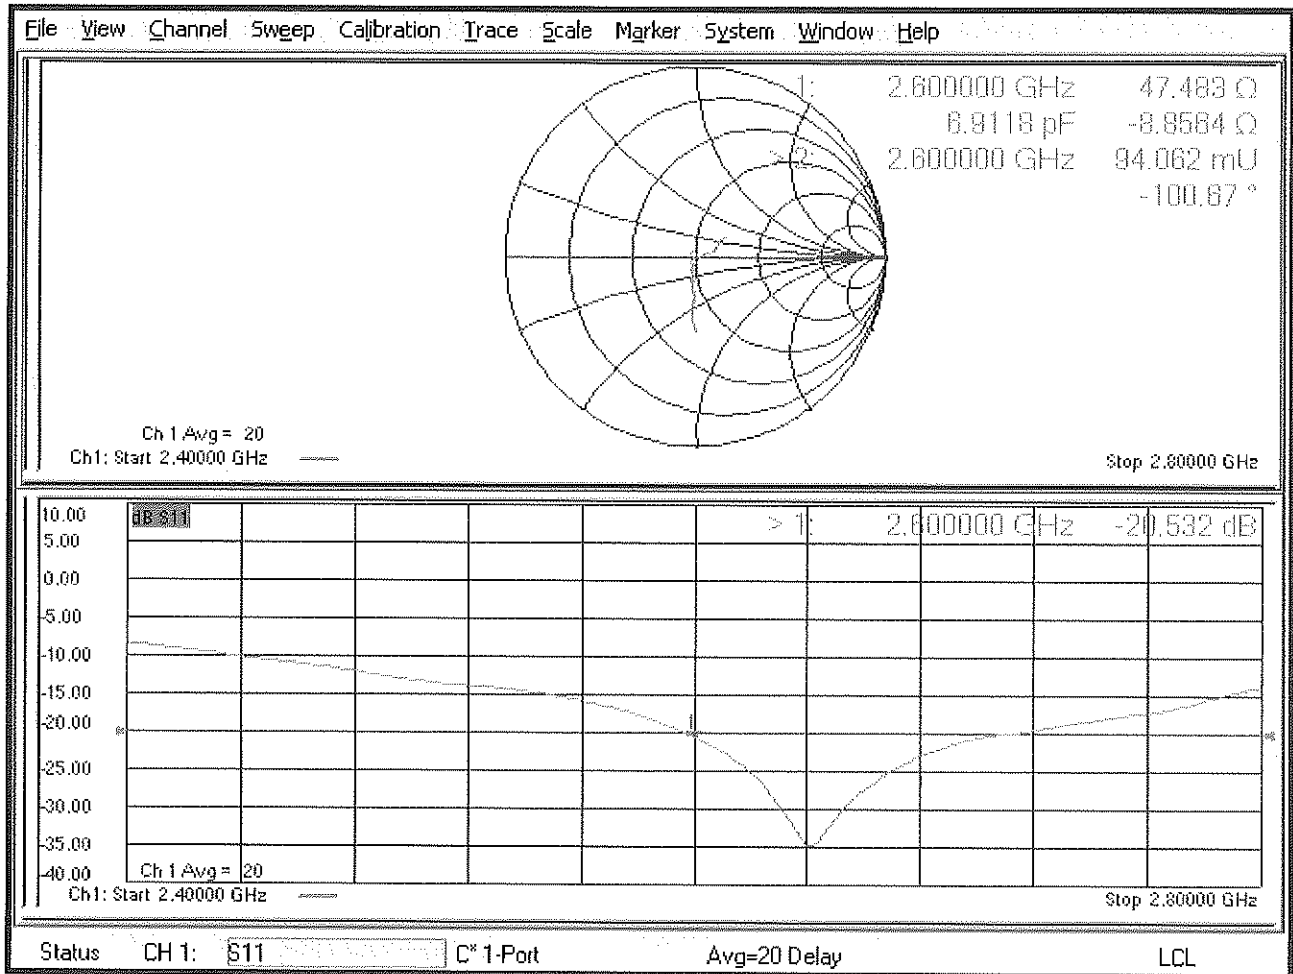 File View Channel Sweep Calibration Trace Scale Marker System Window Help
1: 2.600000 GHz 47.483 Ω
6.9118 pF -8.8584 Ω
> 2: 2.600000 GHz 94.062 mU
-100.87 °
Ch 1 Avg = 20
Ch1: Start 2.40000 GHz
Stop 2.80000 GHz
10.00 dB S11 > 1: 2.600000 GHz -20.532 dB
5.00
0.00
-5.00
-10.00
-15.00
-20.00
-25.00
-30.00
-35.00
-40.00
1
Ch 1 Avg = 20
Ch1: Start 2.40000 GHz
Stop 2.80000 GHz
Status CH 1: S11 C* 1-Port Avg=20 Delay LCL